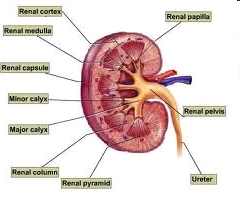 Renal cortex
Renal papilla
Renal medulla
Renal capsule
Minor calyx
Renal pelvis
Major calyx
Renal column
Renal pyramid
Ureter